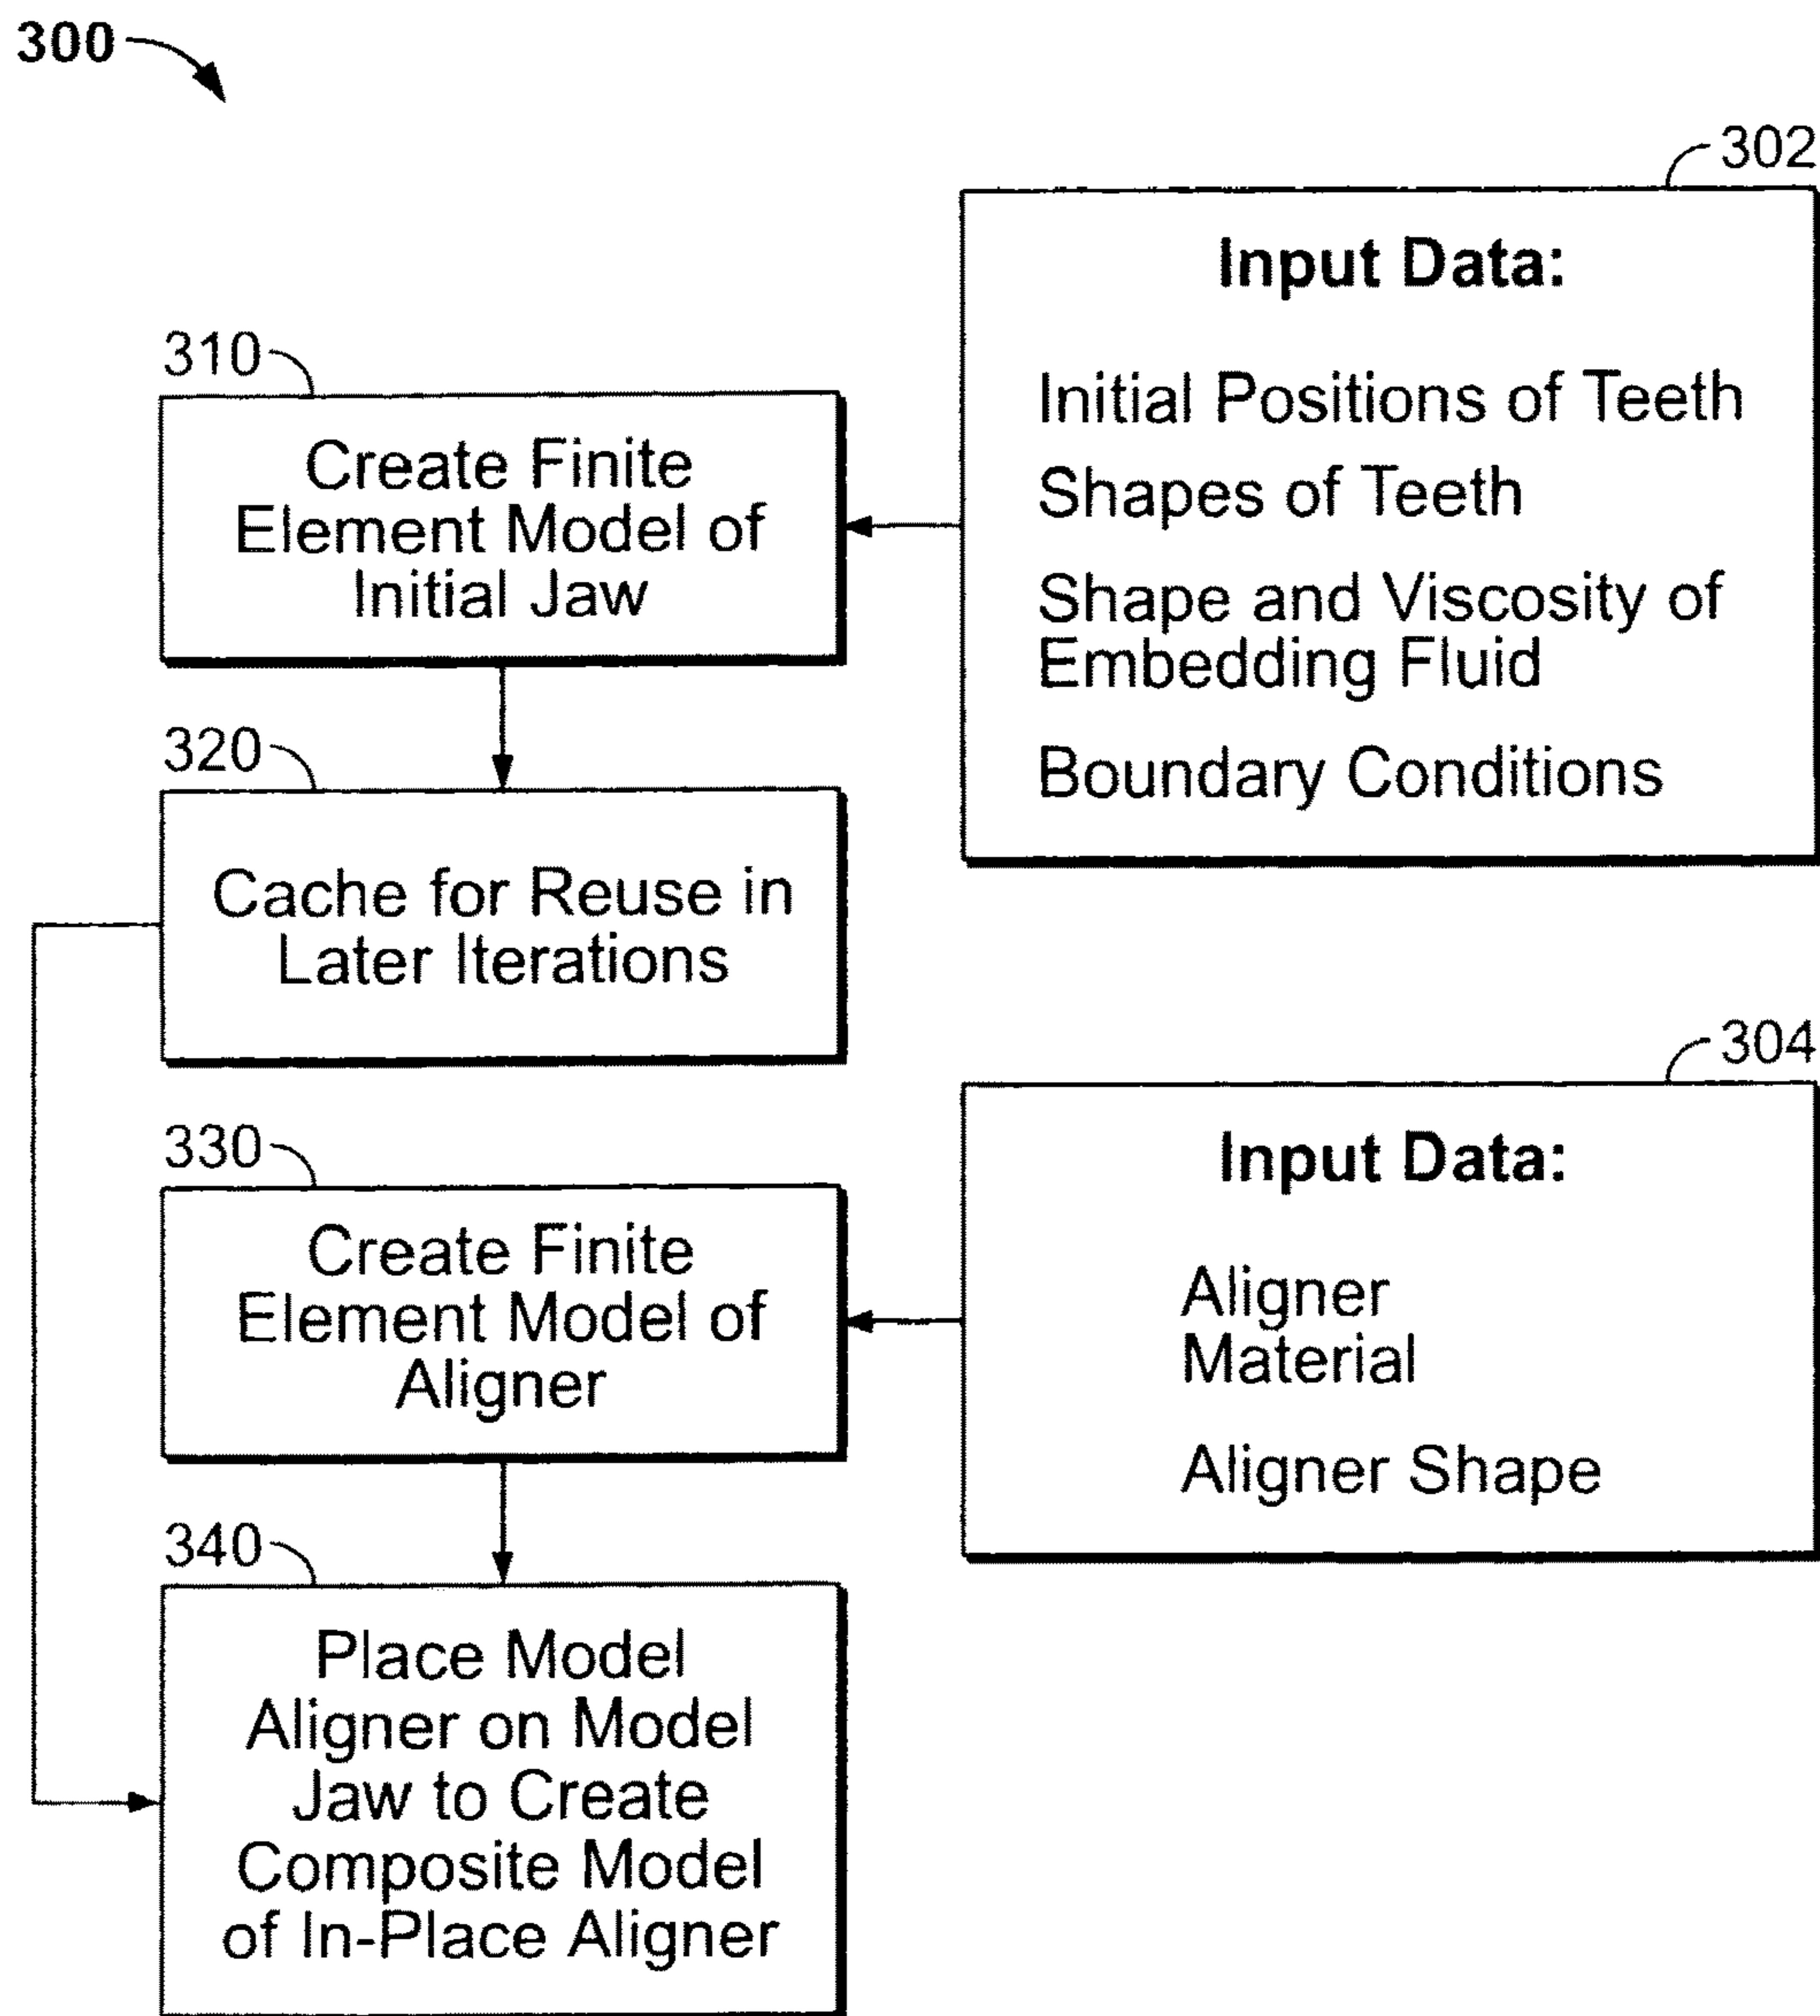 300
302
Input Data:
Initial Positions of Teeth
Shapes of Teeth
Shape and Viscosity of
Embedding Fluid
Boundary Conditions
310
Create Finite
Element Model of
Initial Jaw
320
Cache for Reuse in
Later Iterations
304
Input Data:
Aligner
Material
Aligner Shape
330
Create Finite
Element Model of
Aligner
340
Place Model
Aligner on Model
Jaw to Create
Composite Model
of In-Place Aligner